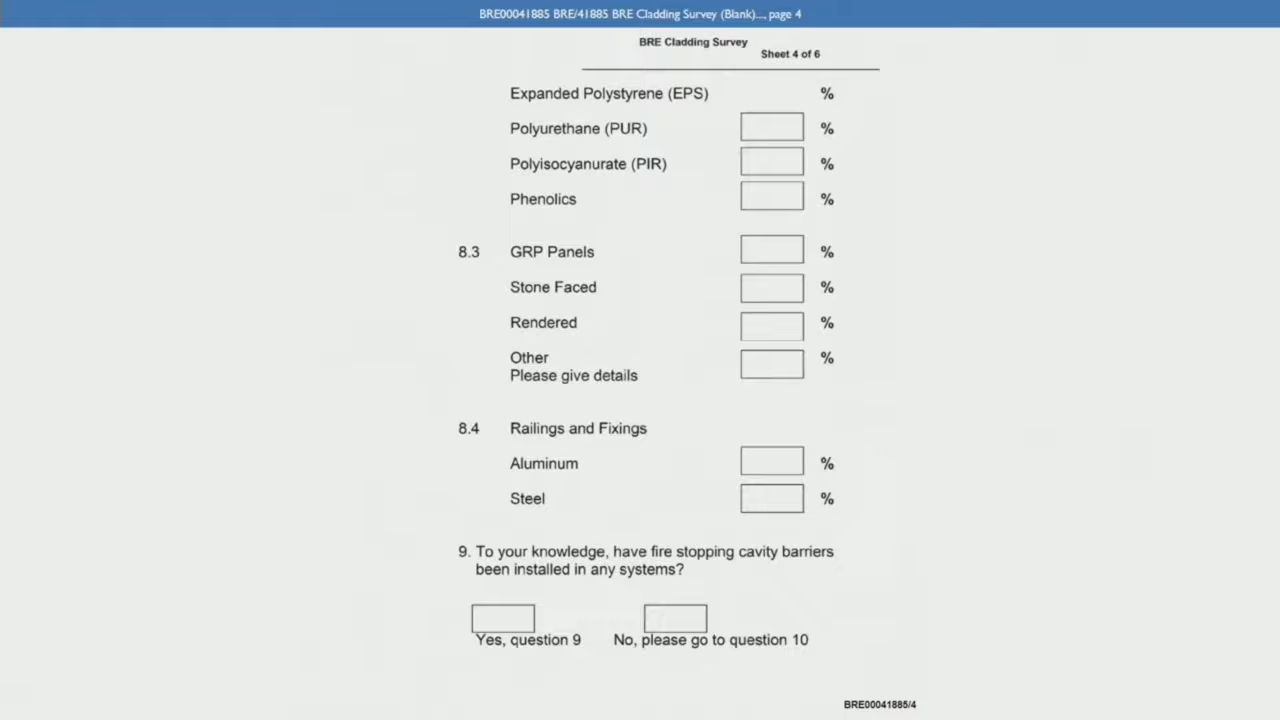 BRE00041885 BRE/41885 BRE Cladding Survey (Blank)..., page 4
BRE Cladding Survey
Sheet 4 of 6
Expanded Polystyrene (EPS) %
Polyurethane (PUR) %
Polyisocyanurate (PIR) %
Phenolics %
8.3 GRP Panels %
Stone Faced %
Rendered %
Other %
Please give details
8.4 Railings and Fixings
Aluminum %
Steel %
9. To your knowledge, have fire stopping cavity barriers
been installed in any systems?
Yes, question 9 No, please go to question 10
BRE00041885/4